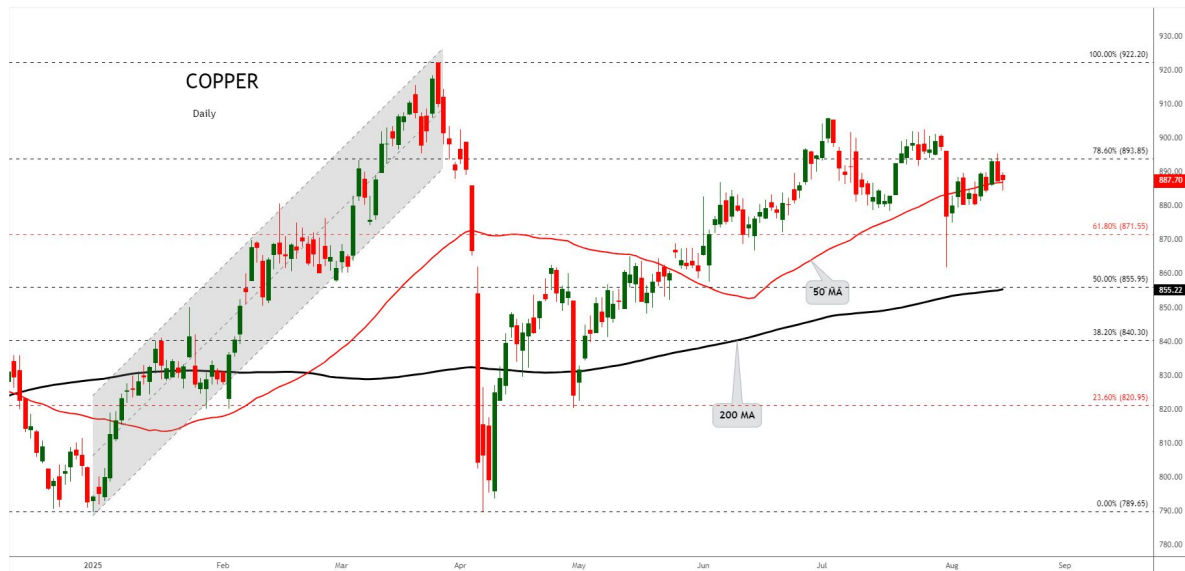 COPPER
Daily
100.00% (922.20)
78.60% (893.85)
61.80% (871.55)
50.00% (855.95)
38.20% (840.30)
23.60% (820.95)
0.00% (789.65)
50 MA
200 MA
930.00
920.00
910.00
900.00
887.70
880.00
870.00
860.00
855.22
840.00
830.00
820.00
810.00
800.00
790.00
780.00
2025
Feb
Mar
Apr
May
Jun
Jul
Aug
Sep